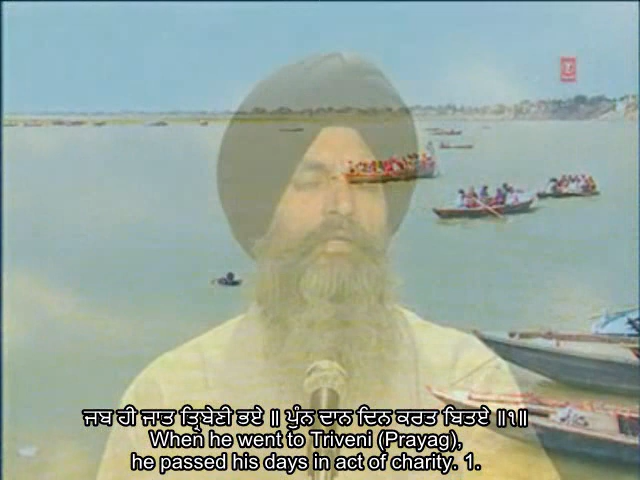 ਜਬ ਹੀ ਜਾਤ ਤ੍ਰਿਬੇਣੀ ਭਏ ॥ ਪੁੰਨ ਦਾਨ ਦਿਨ ਕਰਤ ਬਿਤਏ ॥੧॥
When he went to Triveni (Prayag),
he passed his days in act of charity. 1.